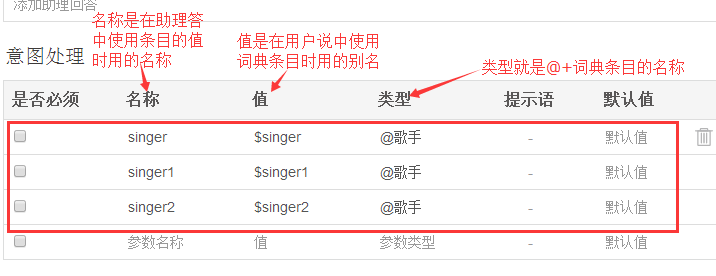 添加助理回答
名称是在助理答
中使用条目的值
时用的名称
值是在用户说中使用
词典条目时用的别名
类型就是@+词典条目的名称
意图处理
是否必须 名称 值 类型 提示语 默认值
singer $singer @歌手 - 默认值
singer1 $singer1 @歌手 - 默认值
singer2 $singer2 @歌手 - 默认值
参数名称 值 参数类型 - 默认值